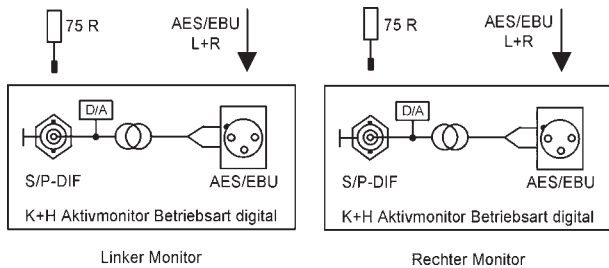 75 R
AES/EBU
L+R
D/A
S/P-DIF
AES/EBU
K+H Aktivmonitor Betriebsart digital
Linker Monitor
75 R
AES/EBU
L+R
D/A
S/P-DIF
AES/EBU
K+H Aktivmonitor Betriebsart digital
Rechter Monitor